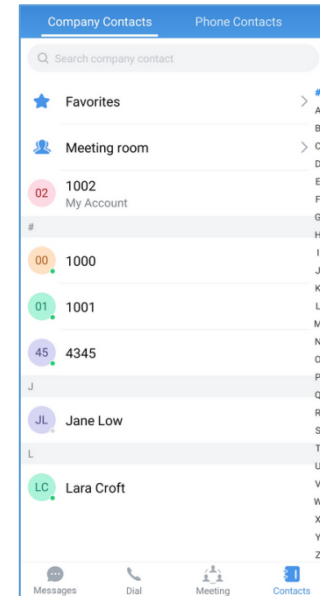 Company Contacts Phone Contacts
Search company contact
Favorites
Meeting room
02 1002
My Account
#
00 1000
01 1001
45 4345
J
JL Jane Low
L
LC Lara Croft
#
A
B
C
D
E
F
G
H
I
J
K
L
M
N
O
P
Q
R
S
T
U
V
W
X
Y
Z
Messages Dial Meeting Contacts